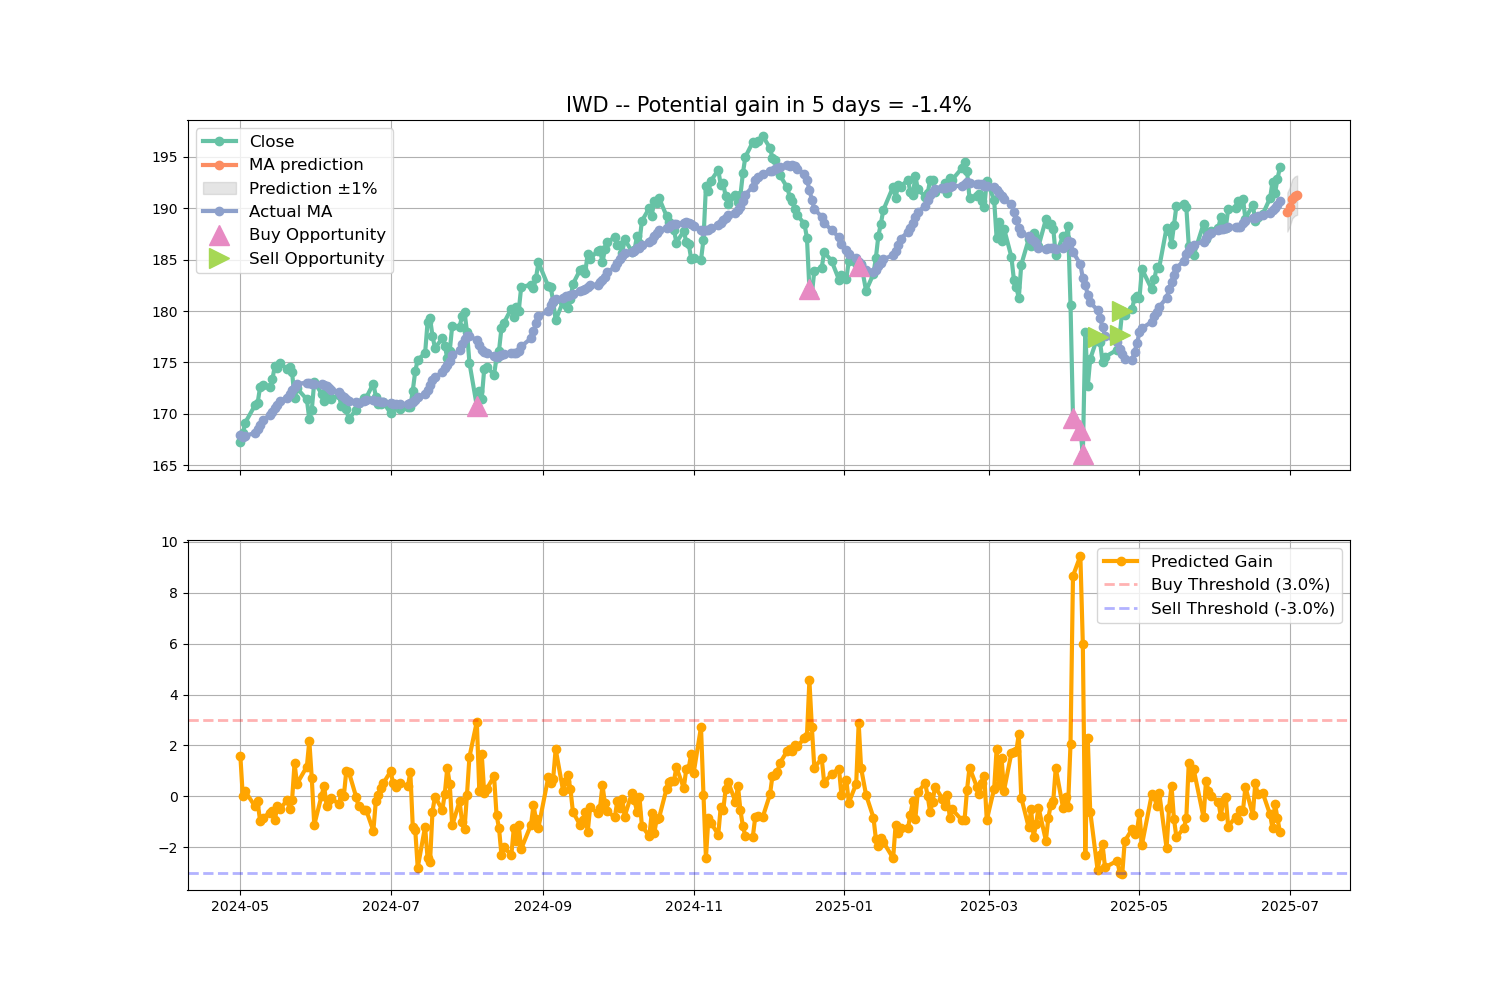 IWD -- Potential gain in 5 days = -1.4%
195
190
185
180
175
170
165
Close
MA prediction
Prediction ±1%
Actual MA
Buy Opportunity
Sell Opportunity
10
8
6
4
2
0
−2
Predicted Gain
Buy Threshold (3.0%)
Sell Threshold (-3.0%)
2024-05 2024-07 2024-09 2024-11 2025-01 2025-03 2025-05 2025-07